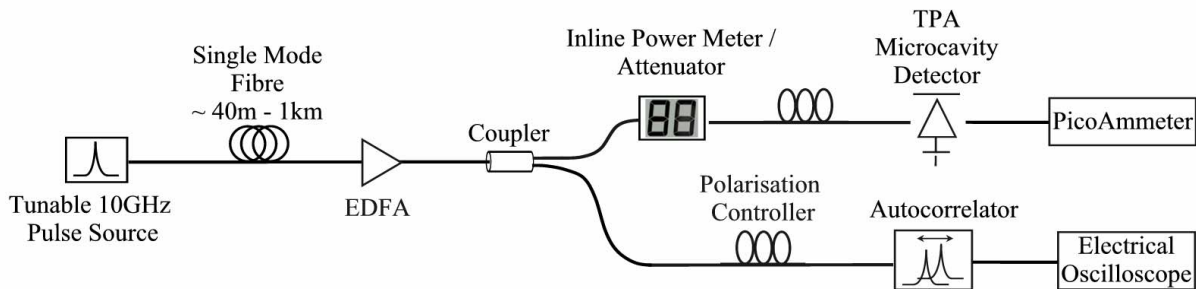 Single Mode
Fibre
~ 40m - 1km
Tunable 10GHz
Pulse Source
EDFA
Coupler
Inline Power Meter /
Attenuator
88
TPA
Microcavity
Detector
PicoAmmeter
Polarisation
Controller
Autocorrelator
Electrical
Oscilloscope